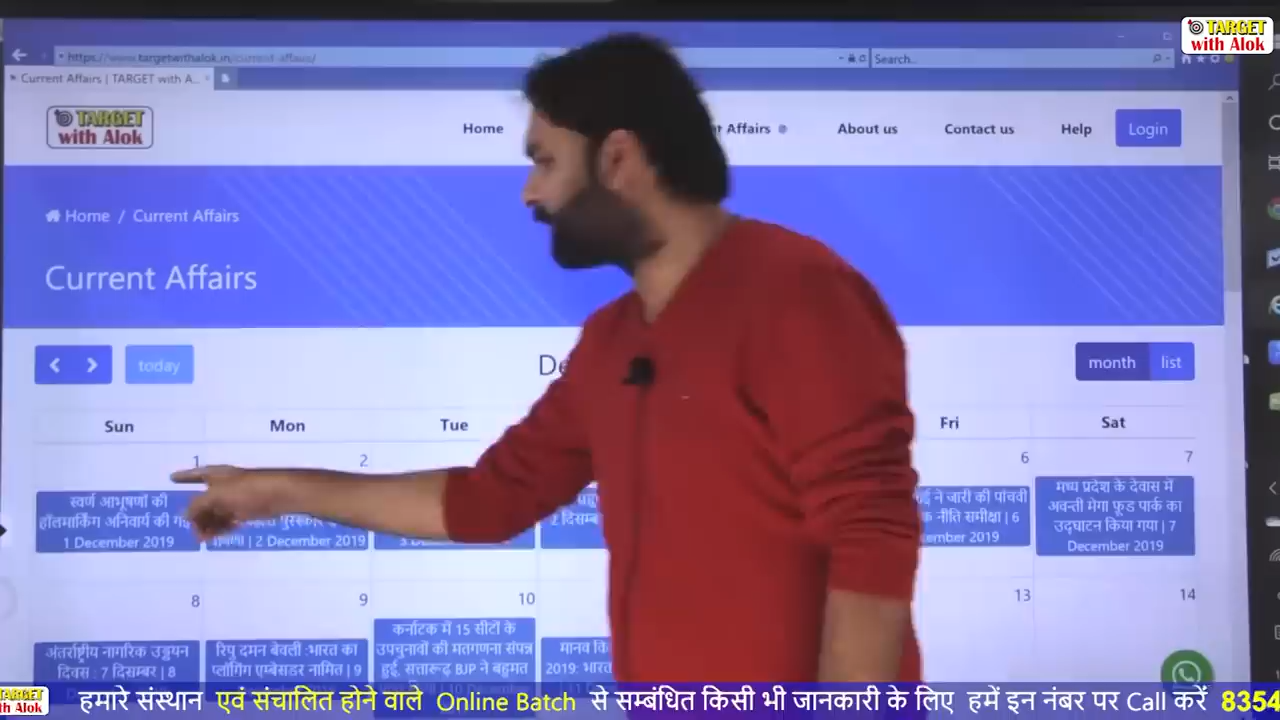 TARGET
with Alok
https://www.targetwithalok.in/current-affairs/
Search...
Current Affairs | TARGET with A...
TARGET
with Alok
Home
Affairs
About us
Contact us
Help
Login
Home / Current Affairs
Current Affairs
today
De
month
list
Sun
Mon
Tue
Fri
Sat
1
2
6
7
स्वर्ण आभूषणों की
हॉलमार्किंग अनिवार्य की
1 December 2019
पुरस्कार
| 2 December 2019
2 दिसम्ब
ने जारी की पांचवी
नीति समीक्षा | 6
ember 2019
मध्य प्रदेश के देवास में
अवन्ती मेगा फूड पार्क का
उद्घाटन किया गया | 7
December 2019
8
9
10
13
14
अंतर्राष्ट्रीय नागरिक उड्डयन
दिवस : 7 दिसम्बर | 8
रिपु दमन बेवली :भारत का
प्लॉगिंग एम्बेसडर नामित | 9
कर्नाटक में 15 सीटों के
उपचुनावों की मतगणना संपन्न
हुई, सत्तारूढ़ BJP ने बहुमत
मानव वि
2019: भारत
TARGET
with Alok
हमारे संस्थान एवं संचालित होने वाले Online Batch से सम्बंधित किसी भी जानकारी के लिए हमें इन नंबर पर Call करें 8354